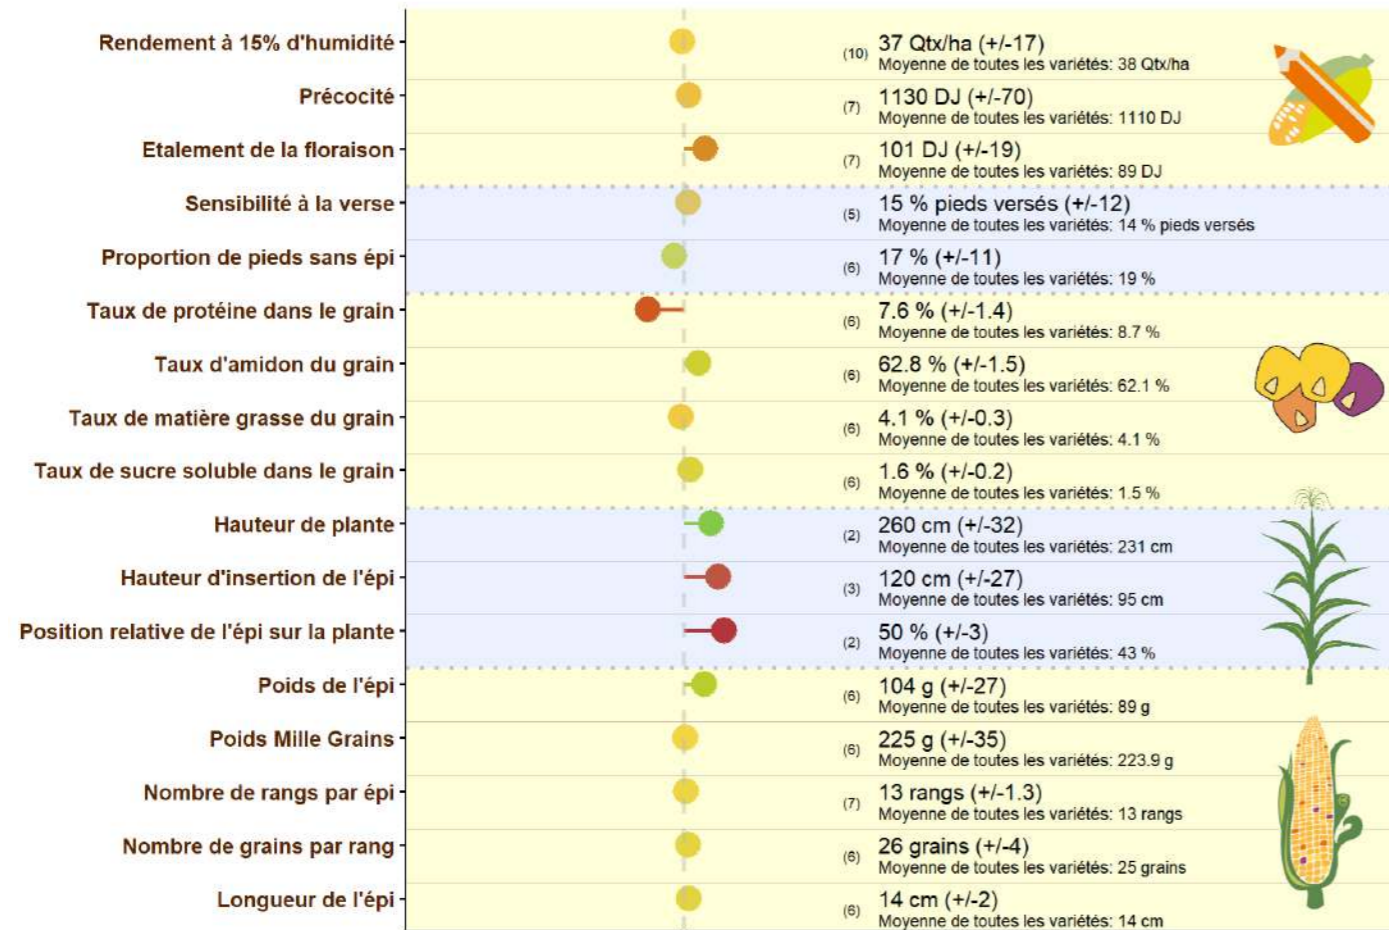 Rendement à 15% d'humidité
(10) 37 Qtx/ha (+/-17)
Moyenne de toutes les variétés: 38 Qtx/ha
Précocité
(7) 1130 DJ (+/-70)
Moyenne de toutes les variétés: 1110 DJ
Etalement de la floraison
(7) 101 DJ (+/-19)
Moyenne de toutes les variétés: 89 DJ
Sensibilité à la verse
(5) 15 % pieds versés (+/-12)
Moyenne de toutes les variétés: 14 % pieds versés
Proportion de pieds sans épi
(6) 17 % (+/-11)
Moyenne de toutes les variétés: 19 %
Taux de protéine dans le grain
(6) 7.6 % (+/-1.4)
Moyenne de toutes les variétés: 8.7 %
Taux d'amidon du grain
(6) 62.8 % (+/-1.5)
Moyenne de toutes les variétés: 62.1 %
Taux de matière grasse du grain
(6) 4.1 % (+/-0.3)
Moyenne de toutes les variétés: 4.1 %
Taux de sucre soluble dans le grain
(6) 1.6 % (+/-0.2)
Moyenne de toutes les variétés: 1.5 %
Hauteur de plante
(2) 260 cm (+/-32)
Moyenne de toutes les variétés: 231 cm
Hauteur d'insertion de l'épi
(3) 120 cm (+/-27)
Moyenne de toutes les variétés: 95 cm
Position relative de l'épi sur la plante
(2) 50 % (+/-3)
Moyenne de toutes les variétés: 43 %
Poids de l'épi
(6) 104 g (+/-27)
Moyenne de toutes les variétés: 89 g
Poids Mille Grains
(6) 225 g (+/-35)
Moyenne de toutes les variétés: 223.9 g
Nombre de rangs par épi
(7) 13 rangs (+/-1.3)
Moyenne de toutes les variétés: 13 rangs
Nombre de grains par rang
(6) 26 grains (+/-4)
Moyenne de toutes les variétés: 25 grains
Longueur de l'épi
(6) 14 cm (+/-2)
Moyenne de toutes les variétés: 14 cm